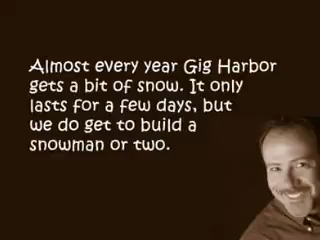 Almost every year Gig Harbor
gets a bit of snow. It only
lasts for a few days, but
we do get to build a
snowman or two.